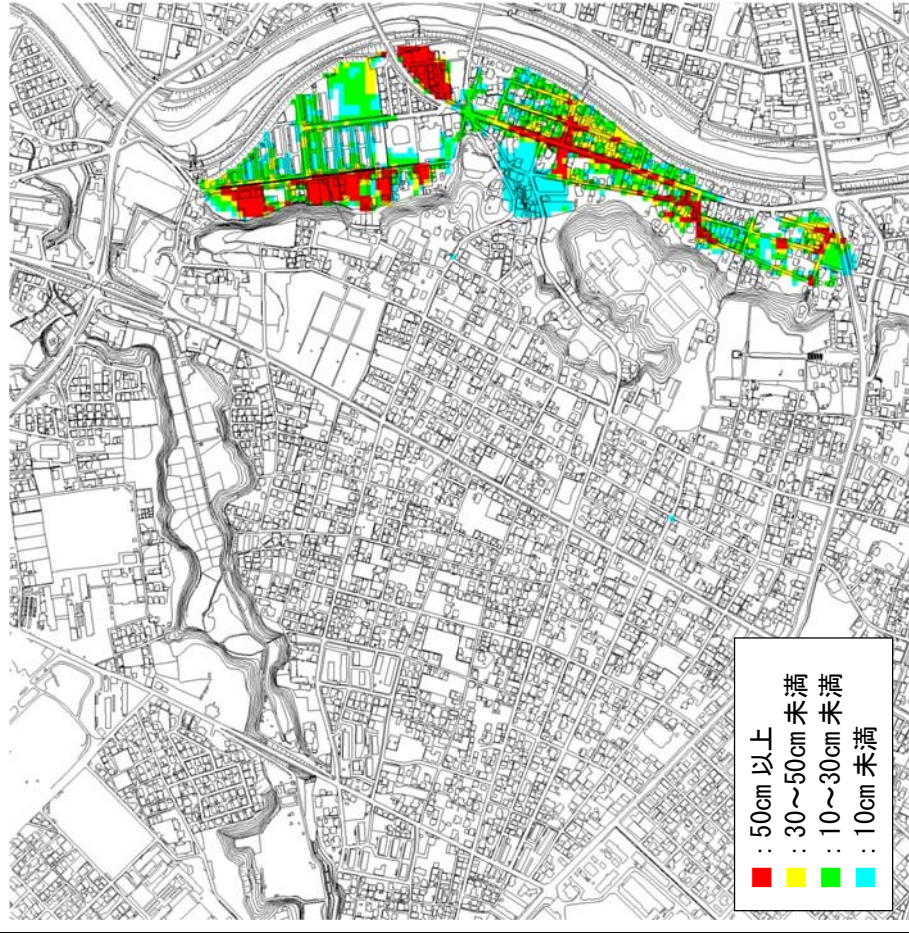 ■ : 50cm 以上
■ : 30～50cm 未満
■ : 10～30cm 未満
■ : 10cm 未満